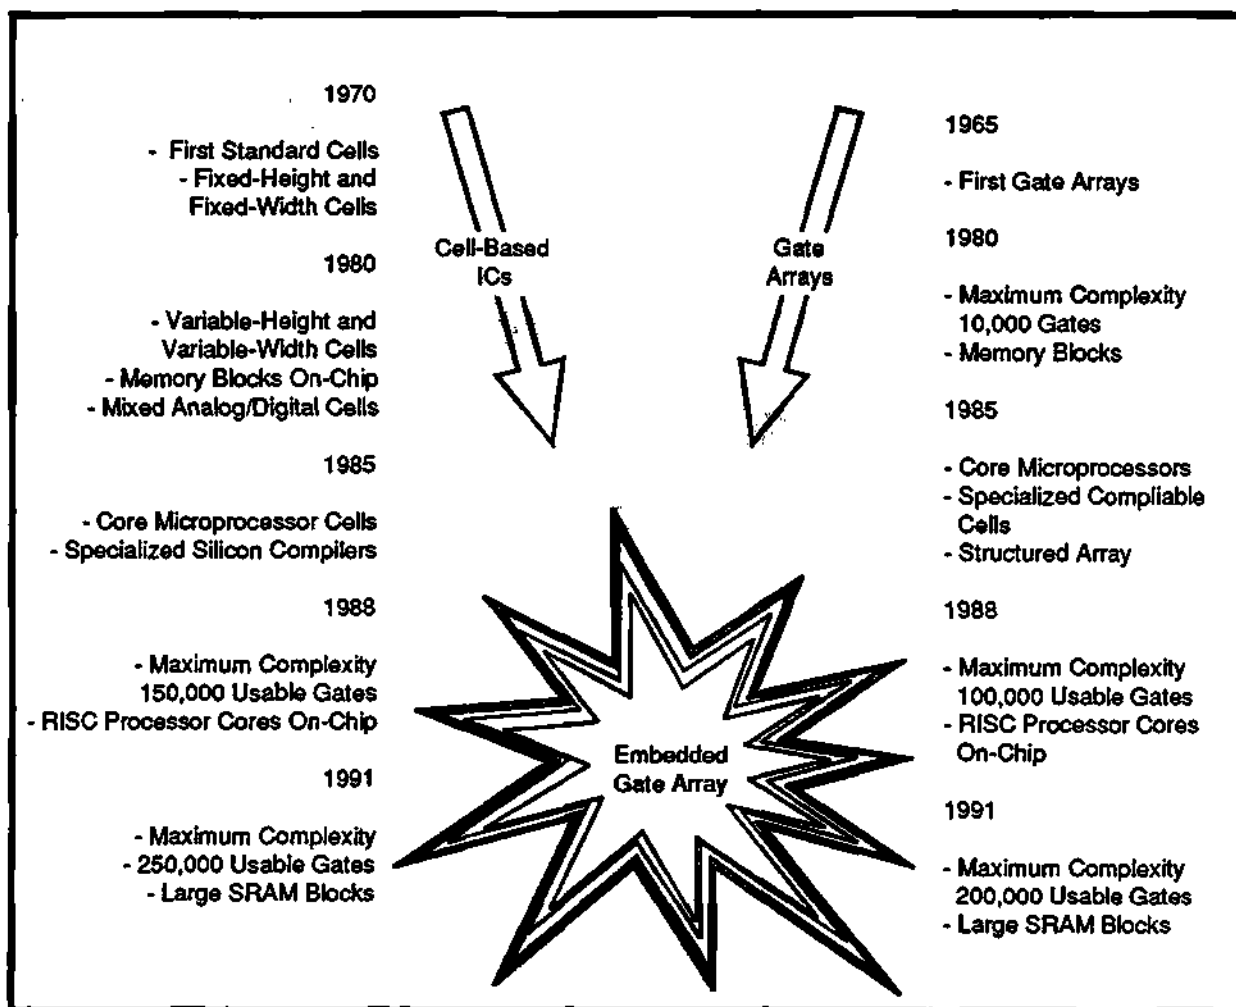 1970
- First Standard Cells
- Fixed-Height and
Fixed-Width Cells
1980
- Variable-Height and
Variable-Width Cells
- Memory Blocks On-Chip
- Mixed Analog/Digital Cells
1985
- Core Microprocessor Cells
- Specialized Silicon Compilers
1988
- Maximum Complexity
150,000 Usable Gates
- RISC Processor Cores On-Chip
1991
- Maximum Complexity
- 250,000 Usable Gates
- Large SRAM Blocks
Cell-Based
ICs
Gate
Arrays
Embedded
Gate Array
1965
- First Gate Arrays
1980
- Maximum Complexity
10,000 Gates
- Memory Blocks
1985
- Core Microprocessors
- Specialized Compliable
Cells
- Structured Array
1988
- Maximum Complexity
100,000 Usable Gates
- RISC Processor Cores
On-Chip
1991
- Maximum Complexity
200,000 Usable Gates
- Large SRAM Blocks